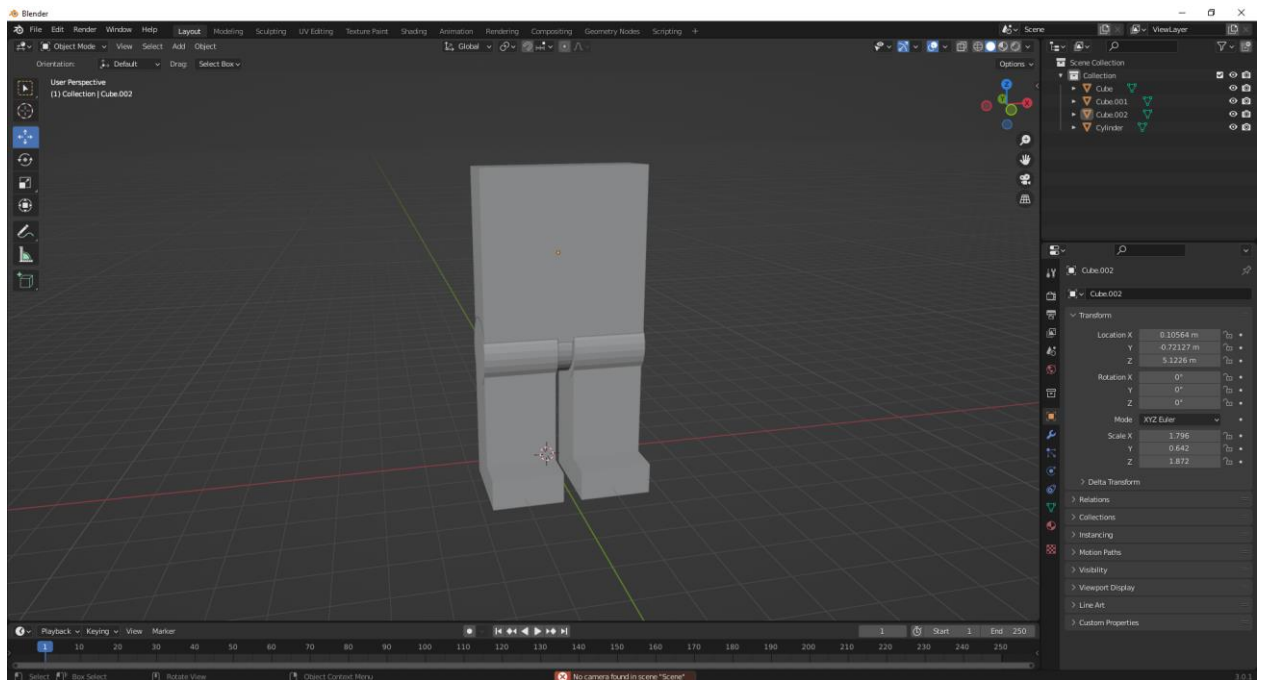 Blender
File Edit Render Window Help Layout Modeling Sculpting UV Editing Texture Paint Shading Animation Rendering Compositing Geometry Nodes Scripting + Scene ViewLayer
Object Mode View Select Add Object Global
Orientation: Default Drag Select Box Options
User Perspective
(1) Collection | Cube.002
Z
Y
X
Scene Collection
Collection
Cube
Cube.001
Cube.002
Cylinder
Cube.002
Cube.002
Transform
Location X 0.10564 m
Y -0.72127 m
Z 5.1226 m
Rotation X 0°
Y 0°
Z 0°
Mode XYZ Euler
Scale X 1.796
Y 0.642
Z 1.872
Delta Transform
Relations
Collections
Instancing
Motion Paths
Visibility
Viewport Display
Line Art
Custom Properties
Playback Keying View Marker 1 Start 1 End 250
1 10 20 30 40 50 60 70 80 90 100 110 120 130 140 150 160 170 180 190 200 210 220 230 240 250
Select Box Select Rotate View Object Context Menu No camera found in scene "Scene" 3.0.1